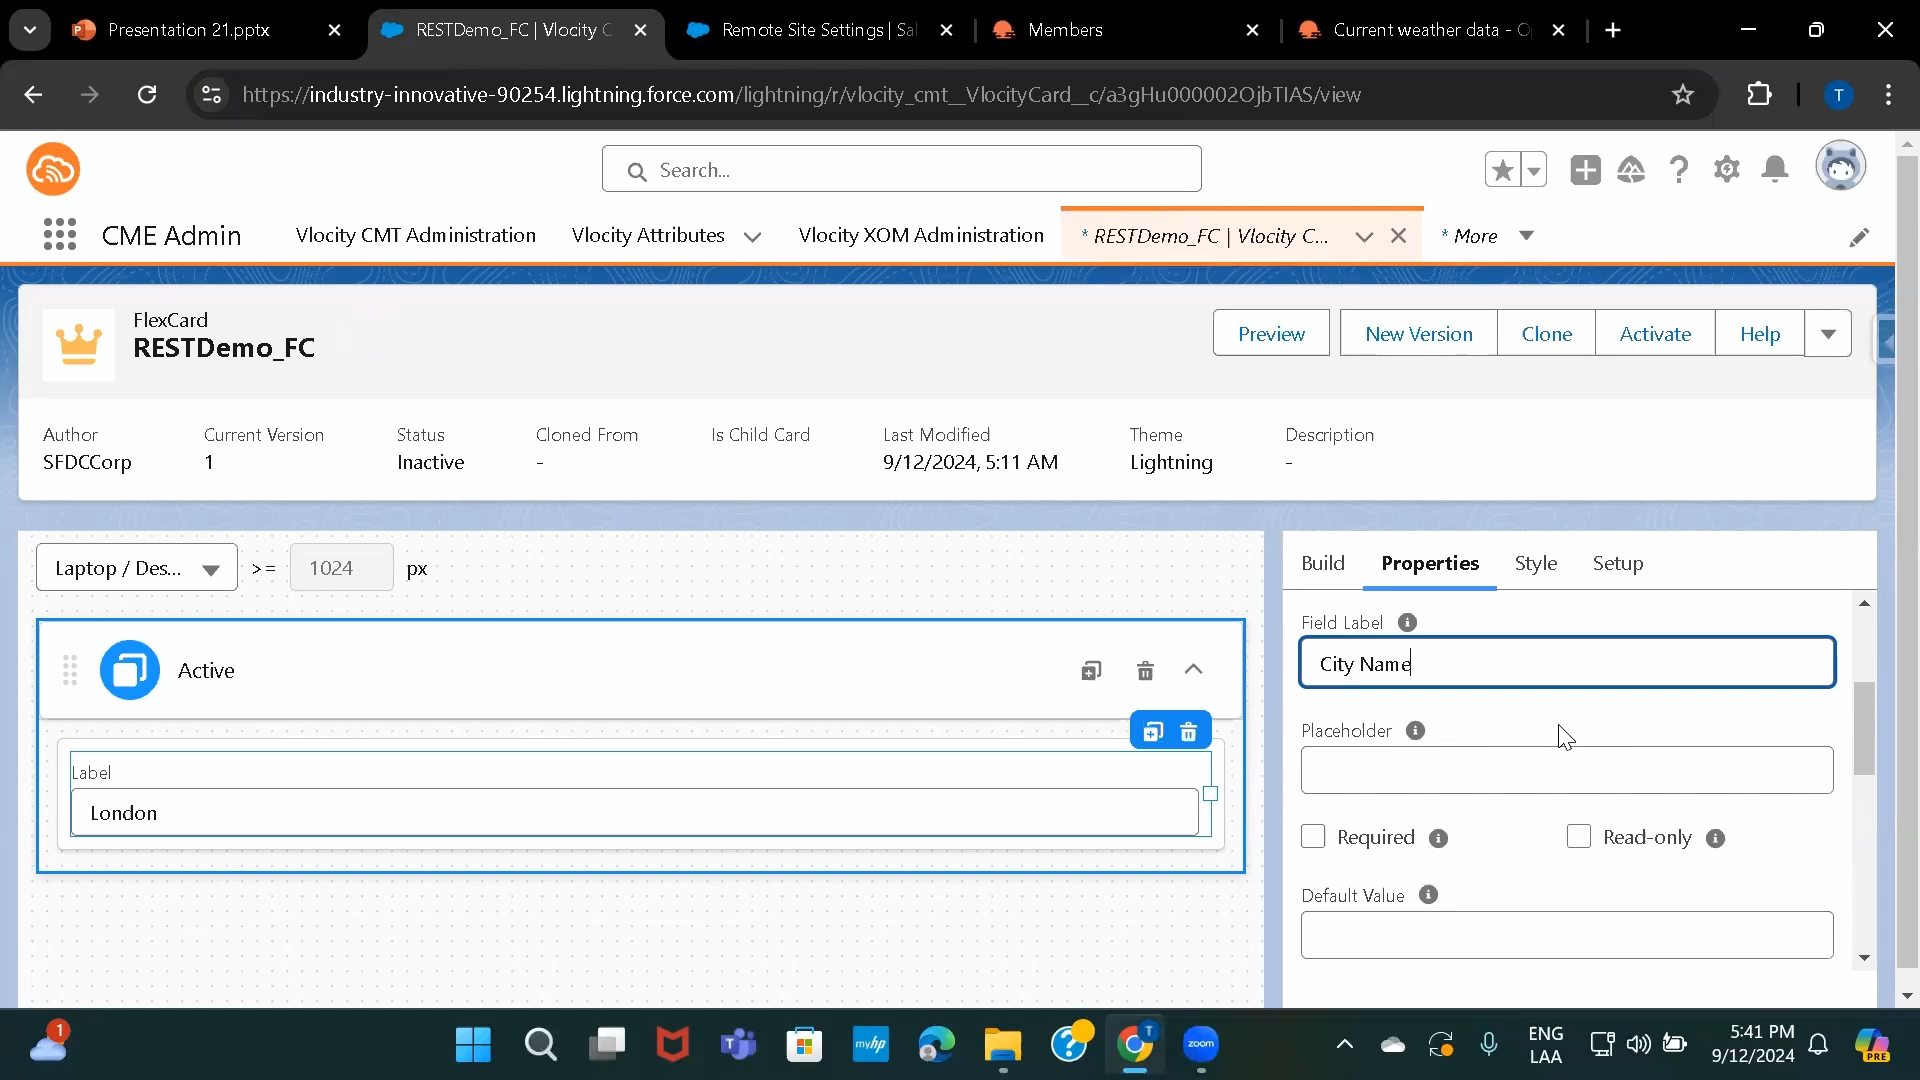 Presentation 21.pptx
RESTDemo_FC | Vlocity C
Remote Site Settings | Sal
Members
Current weather data - O
https://industry-innovative-90254.lightning.force.com/lightning/r/vlocity_cmt__VlocityCard__c/a3gHu000002OjbTIAS/view
T
Search...
CME Admin
Vlocity CMT Administration
Vlocity Attributes
Vlocity XOM Administration
* RESTDemo_FC | Vlocity C...
* More
FlexCard
RESTDemo_FC
Preview
New Version
Clone
Activate
Help
Author
Current Version
Status
Cloned From
Is Child Card
Last Modified
Theme
Description
SFDCCorp
1
Inactive
-
9/12/2024, 5:11 AM
Lightning
-
Laptop / Des...
>=
1024
px
Build
Properties
Style
Setup
Active
Label
London
Field Label
City Name
Placeholder
Required
Read-only
Default Value
1
myhp
T
zoom
ENG
LAA
5:41 PM
9/12/2024
PRE